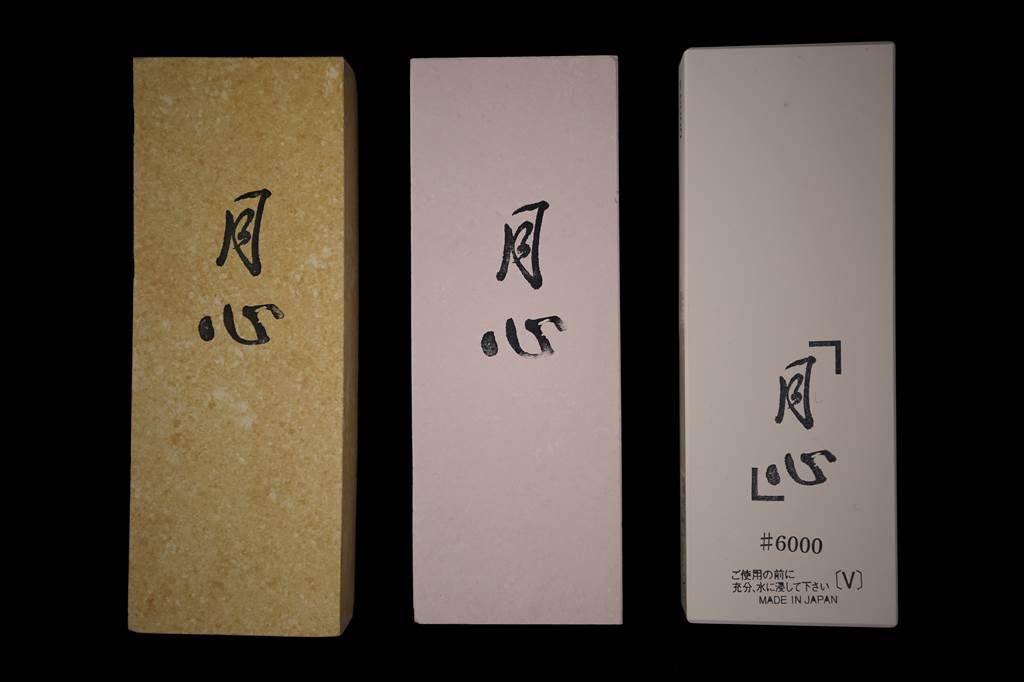 月心
月心
「月心」
#6000
ご使用の前に
充分、水に浸して下さい〔V〕
MADE IN JAPAN